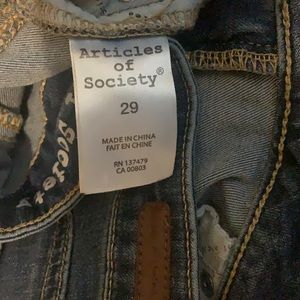 Articles
of
Society®
29
MADE IN CHINA
FAIT EN CHINE
RN 137479
CA 00803